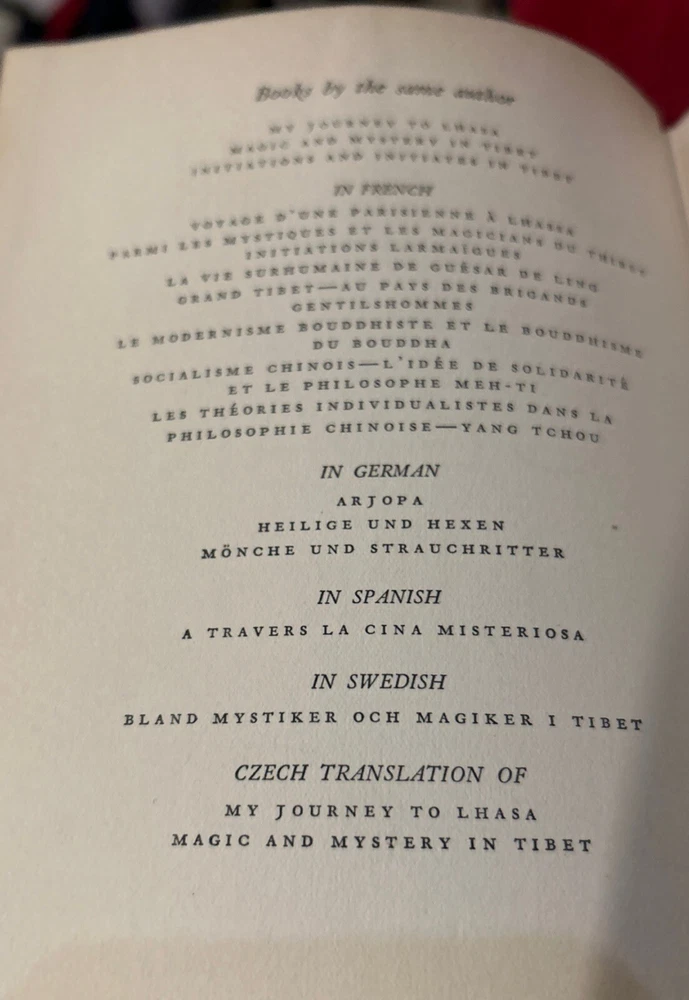 Books by the same author
MY JOURNEY TO LHASA
MAGIC AND MYSTERY IN TIBET
INITIATIONS AND INITIATES IN TIBET
IN FRENCH
VOYAGE D'UNE PARISIENNE À LHASSA
PARMI LES MYSTIQUES ET LES MAGICIANS DU THIBET
INITIATIONS LARMAÏQUES
LA VIE SURHUMAINE DE GUÉSAR DE LING
GRAND TIBET—AU PAYS DES BRIGANDS
GENTILSHOMMES
LE MODERNISME BOUDDHISTE ET LE BOUDDHISME
DU BOUDDHA
SOCIALISME CHINOIS—L'IDÉE DE SOLIDARITÉ
ET LE PHILOSOPHE MEH-TI
LES THÉORIES INDIVIDUALISTES DANS LA
PHILOSOPHIE CHINOISE—YANG TCHOU
IN GERMAN
ARJOPA
HEILIGE UND HEXEN
MÖNCHE UND STRAUCHRITTER
IN SPANISH
A TRAVERS LA CINA MISTERIOSA
IN SWEDISH
BLAND MYSTIKER OCH MAGIKER I TIBET
CZECH TRANSLATION OF
MY JOURNEY TO LHASA
MAGIC AND MYSTERY IN TIBET